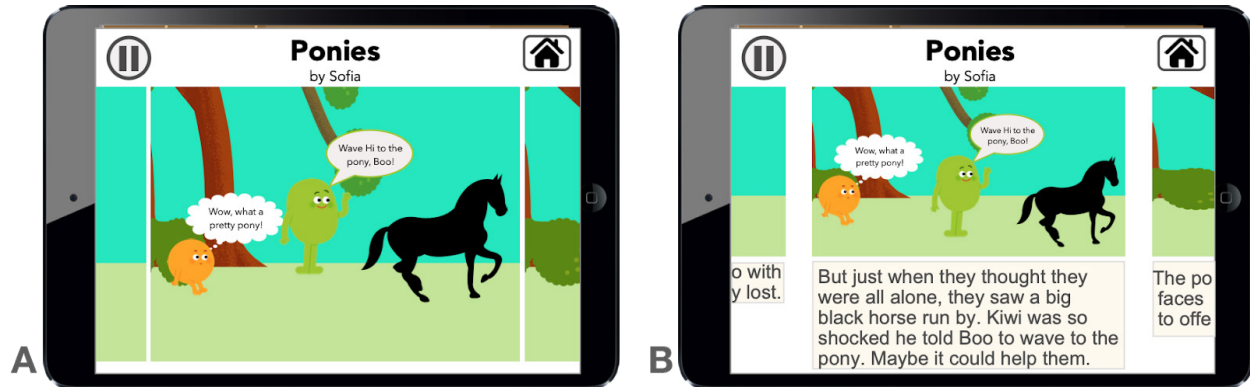 Ponies
by Sofia
Wave Hi to the
pony, Boo!
Wow, what a
pretty pony!
A
Ponies
by Sofia
Wave Hi to the
pony, Boo!
Wow, what a
pretty pony!
o with
y lost.
But just when they thought they
were all alone, they saw a big
black horse run by. Kiwi was so
shocked he told Boo to wave to the
pony. Maybe it could help them.
The po
faces
to offe
B